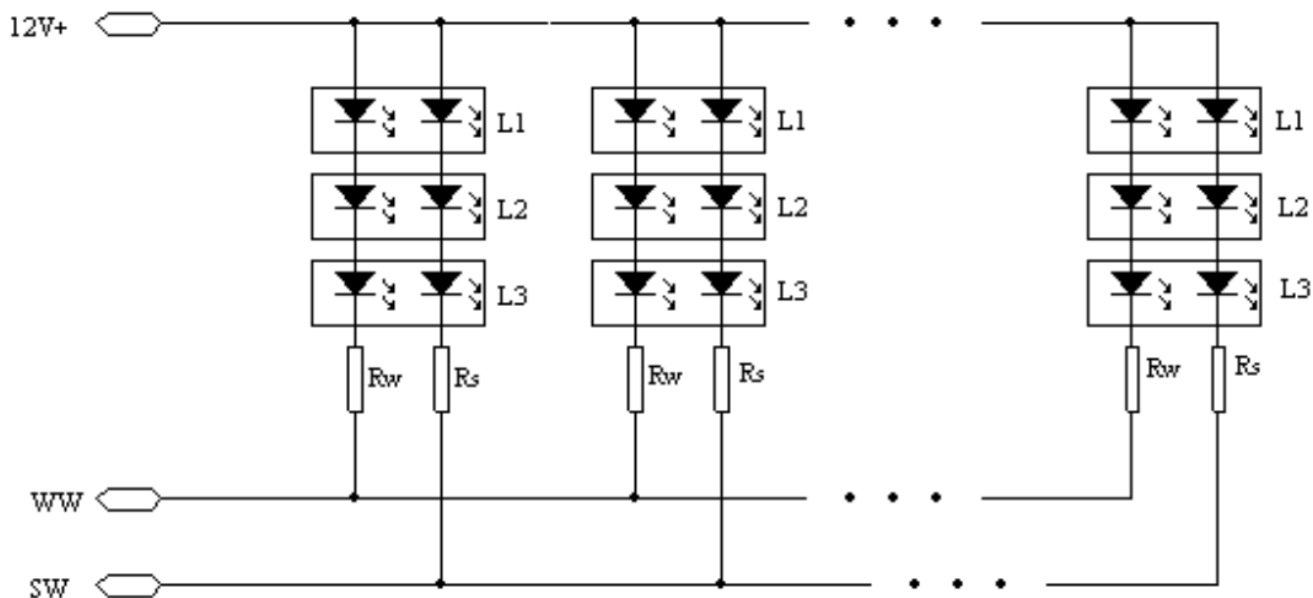 12V+
L1 L1 L1
L2 L2 L2
L3 L3 L3
Rw Rs Rw Rs Rw Rs
WW
SW